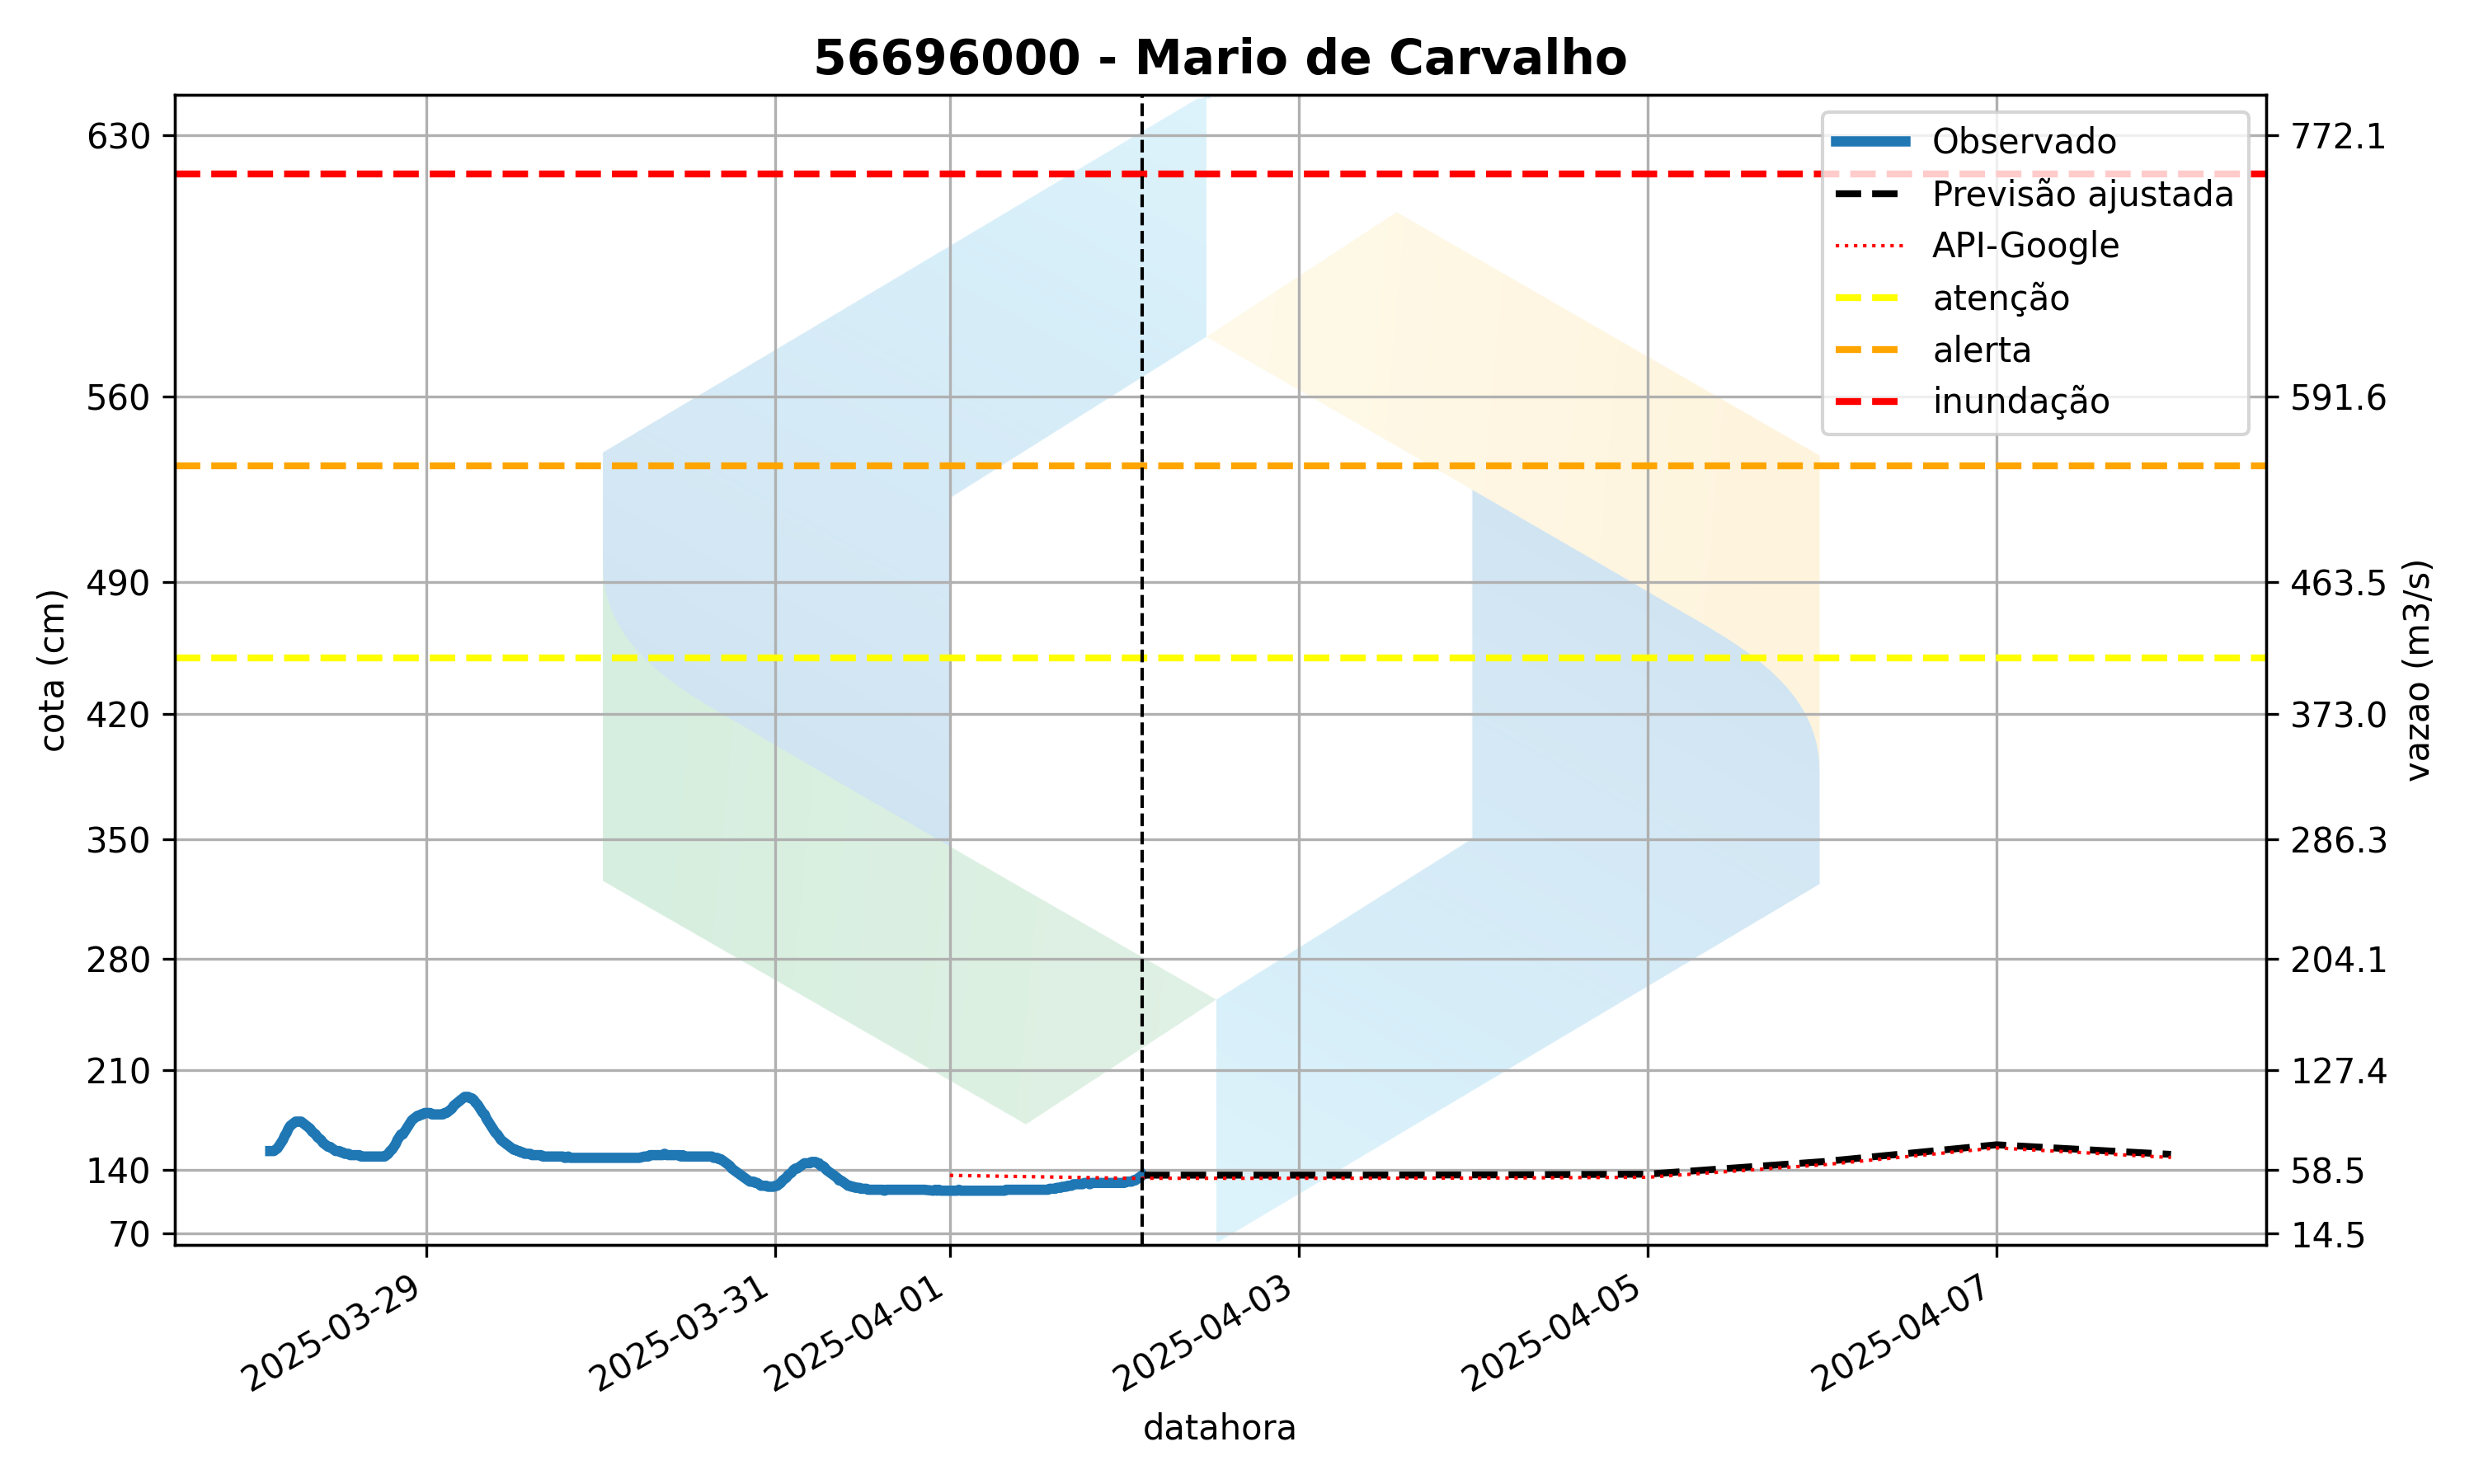 56696000 - Mario de Carvalho
630
560
490
420
350
280
210
140
70
cota (cm)
772.1
591.6
463.5
373.0
286.3
204.1
127.4
58.5
14.5
vazao (m3/s)
Observado
Previsão ajustada
API-Google
atenção
alerta
inundação
2025-03-29
2025-03-31
2025-04-01
2025-04-03
2025-04-05
2025-04-07
datahora